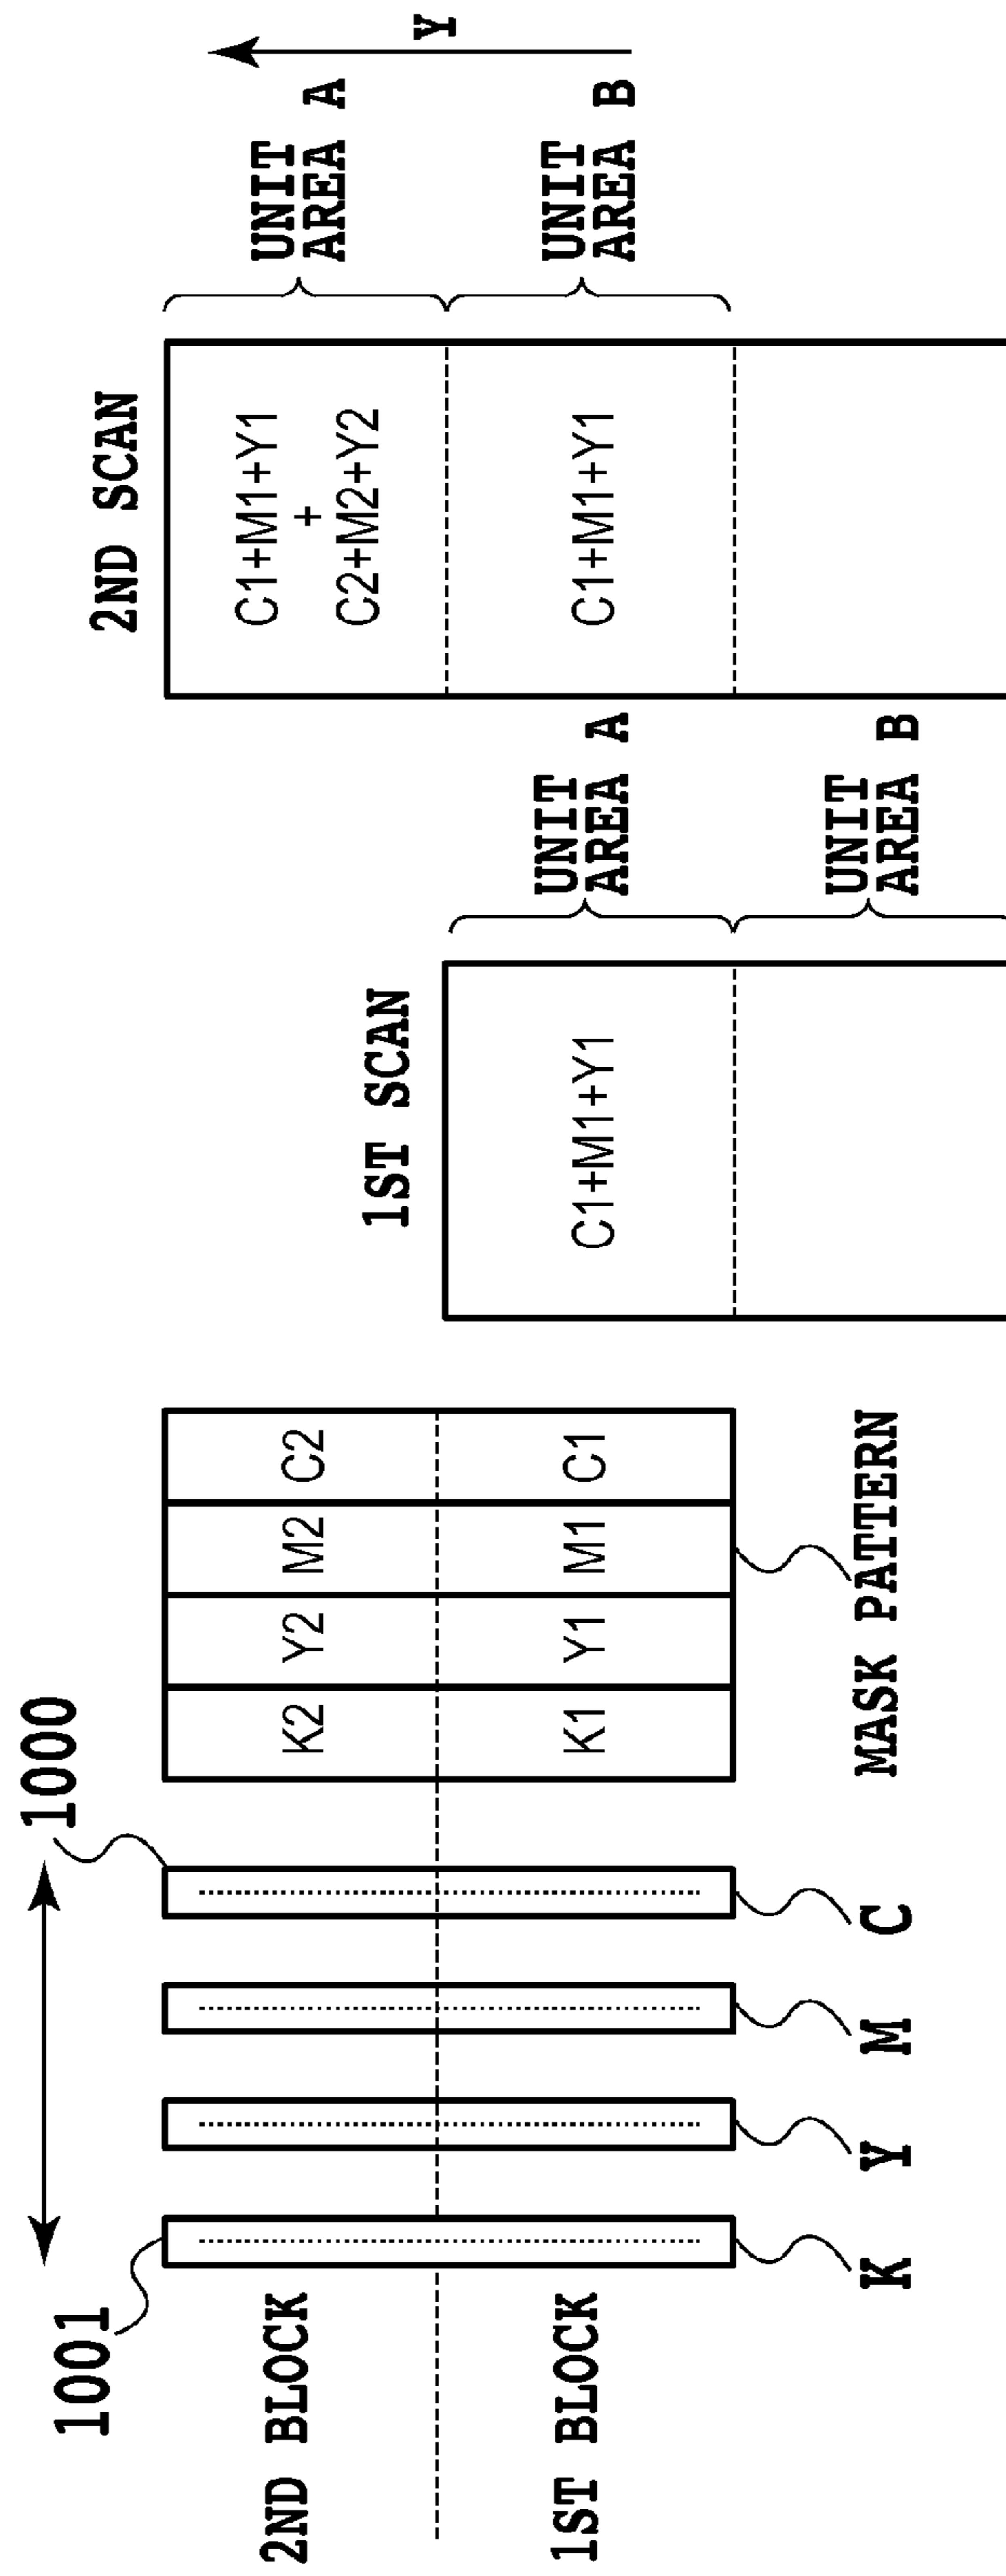 1001
1000
2ND BLOCK
1ST BLOCK
K
Y
M
C
K2
Y2
M2
C2
K1
Y1
M1
C1
MASK PATTERN
1ST SCAN
C1+M1+Y1
UNIT
AREA A
UNIT
AREA B
2ND SCAN
C1+M1+Y1
+
C2+M2+Y2
C1+M1+Y1
UNIT
AREA A
UNIT
AREA B
Y